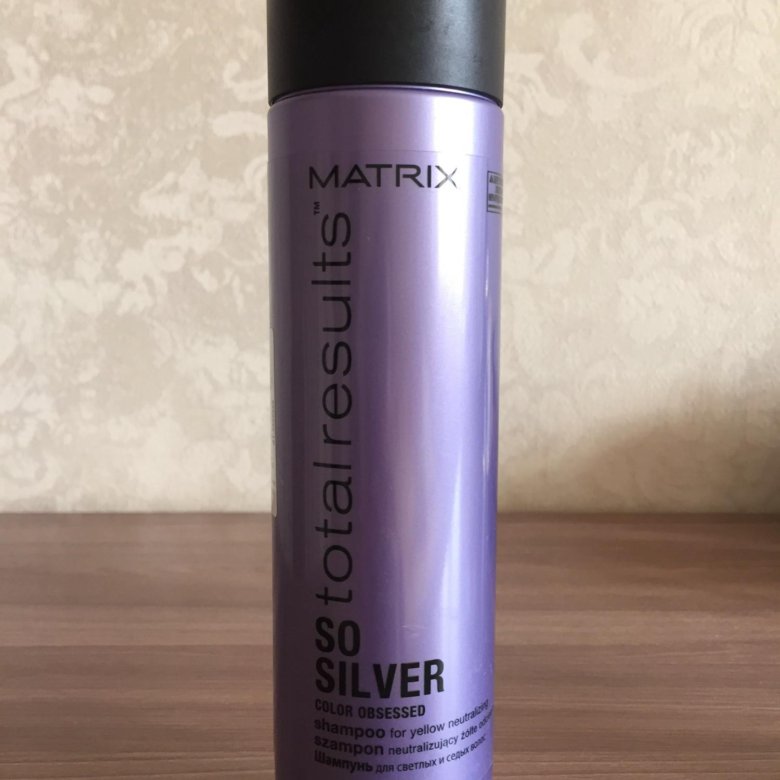 MATRIX
total results™
SO
SILVER
COLOR OBSESSED
shampoo for yellow neutralizing
szampon neutralizujący żółte
Шампунь для светлых и седых волос